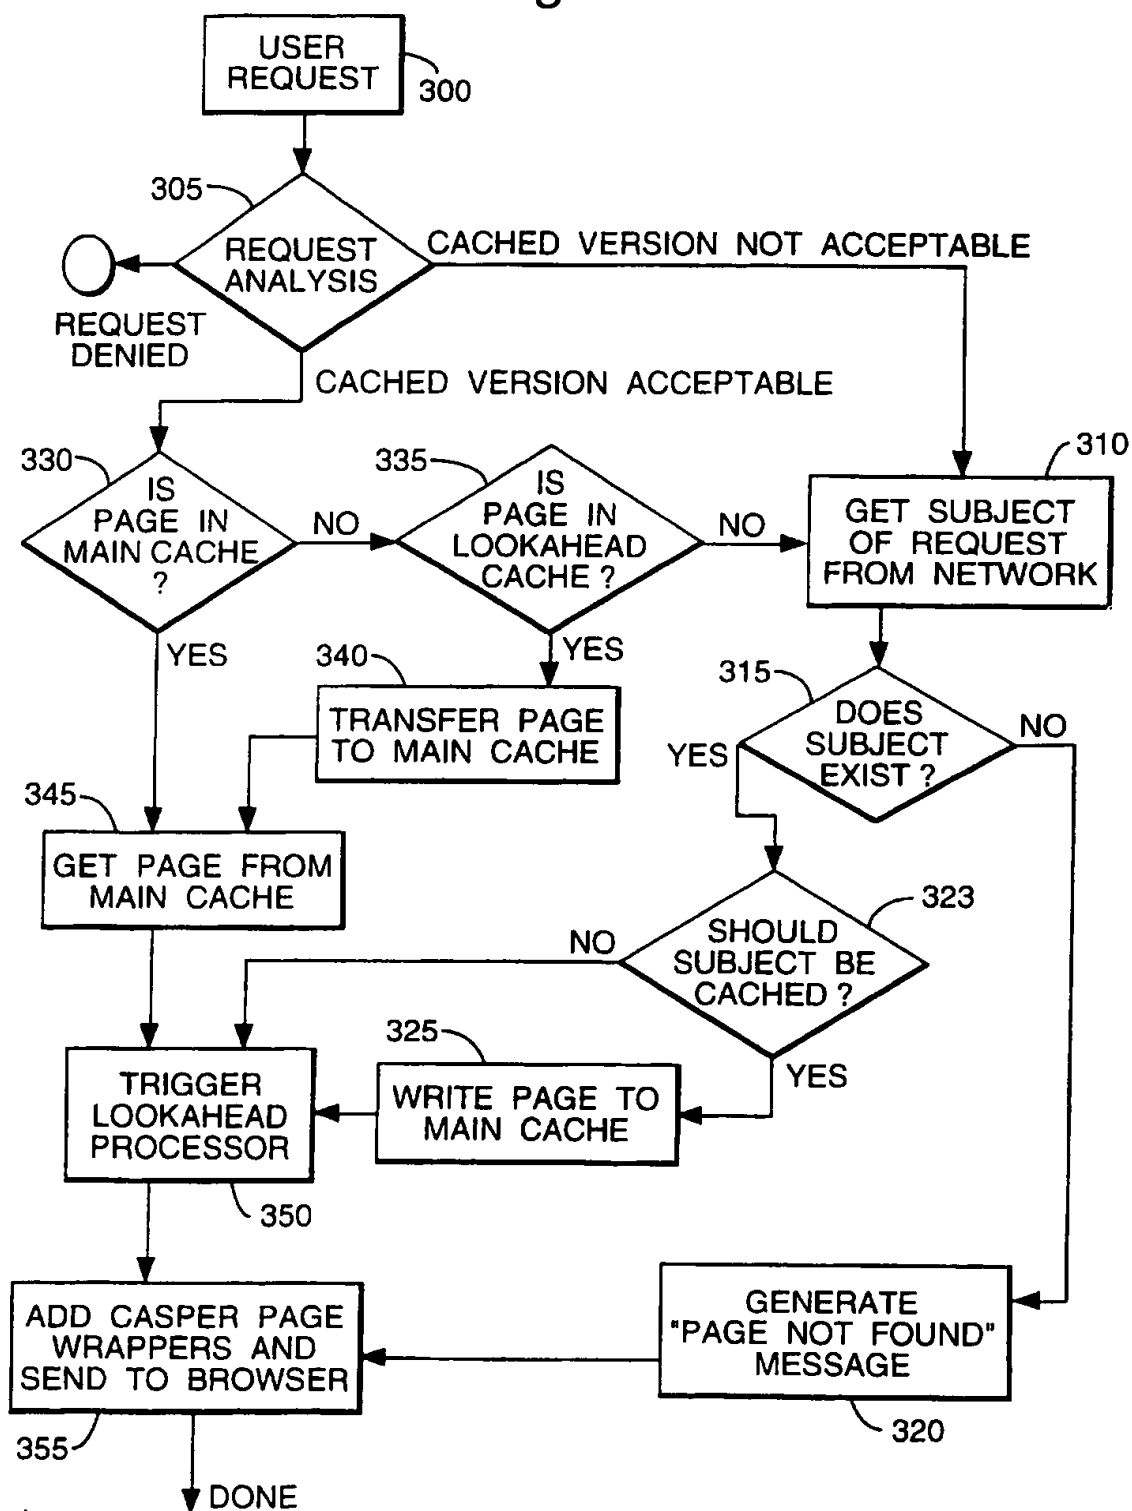 USER
REQUEST
300
305
REQUEST
ANALYSIS
CACHED VERSION NOT ACCEPTABLE
REQUEST
DENIED
CACHED VERSION ACCEPTABLE
330
IS
PAGE IN
MAIN CACHE
?
NO
YES
335
IS
PAGE IN
LOOKAHEAD
CACHE ?
NO
YES
310
GET SUBJECT
OF REQUEST
FROM NETWORK
340
TRANSFER PAGE
TO MAIN CACHE
315
DOES
SUBJECT
EXIST ?
YES
NO
345
GET PAGE FROM
MAIN CACHE
323
SHOULD
SUBJECT BE
CACHED ?
NO
YES
325
WRITE PAGE TO
MAIN CACHE
TRIGGER
LOOKAHEAD
PROCESSOR
350
ADD CASPER PAGE
WRAPPERS AND
SEND TO BROWSER
355
GENERATE
"PAGE NOT FOUND"
MESSAGE
320
DONE